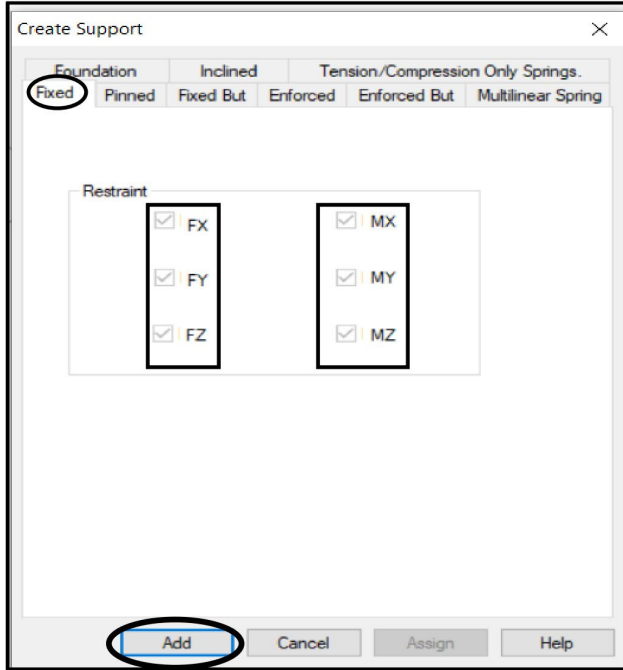 Create Support
Foundation Inclined Tension/Compression Only Springs.
Fixed Pinned Fixed But Enforced Enforced But Multilinear Spring
Restraint
FX MX
FY MY
FZ MZ
Add Cancel Assign Help